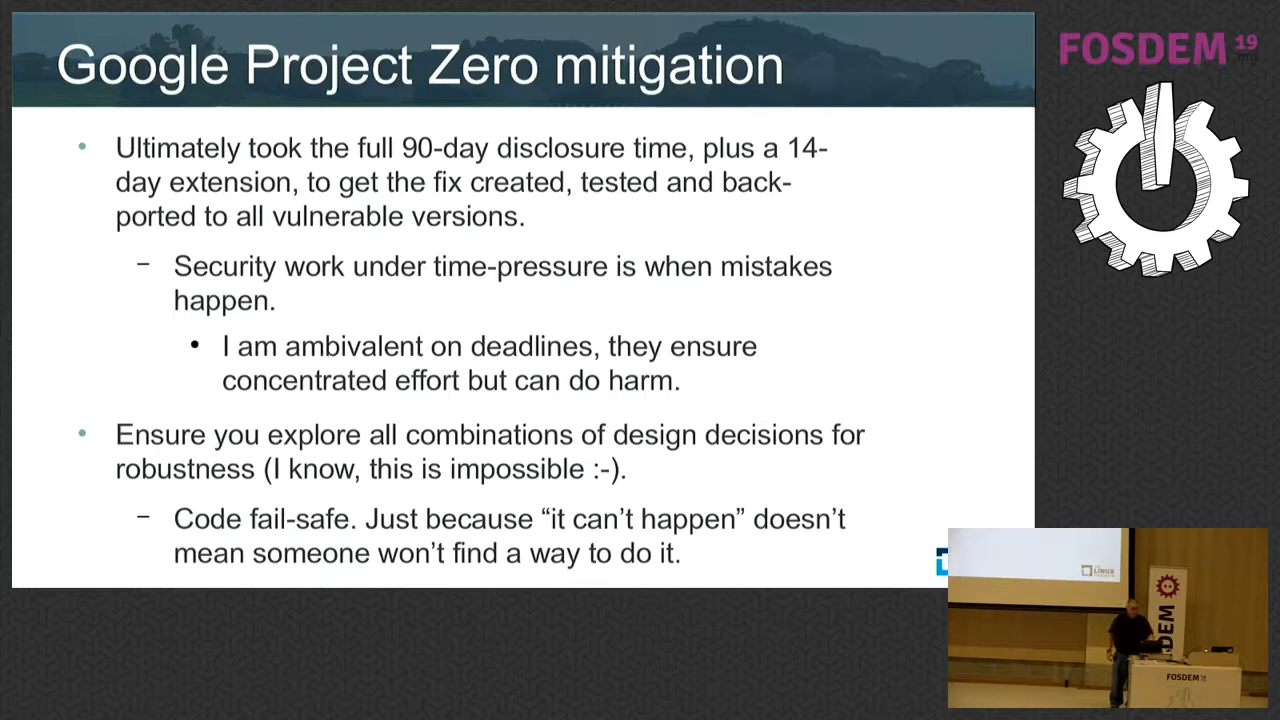 Google Project Zero mitigation
Ultimately took the full 90-day disclosure time, plus a 14-
day extension, to get the fix created, tested and back-
ported to all vulnerable versions.
– Security work under time-pressure is when mistakes
happen.
• I am ambivalent on deadlines, they ensure
concentrated effort but can do harm.
• Ensure you explore all combinations of design decisions for
robustness (I know, this is impossible :-).
– Code fail-safe. Just because “it can’t happen” doesn’t
mean someone won’t find a way to do it.
FOSDEM 19
.org
LINUX
DEM
FOSDEM